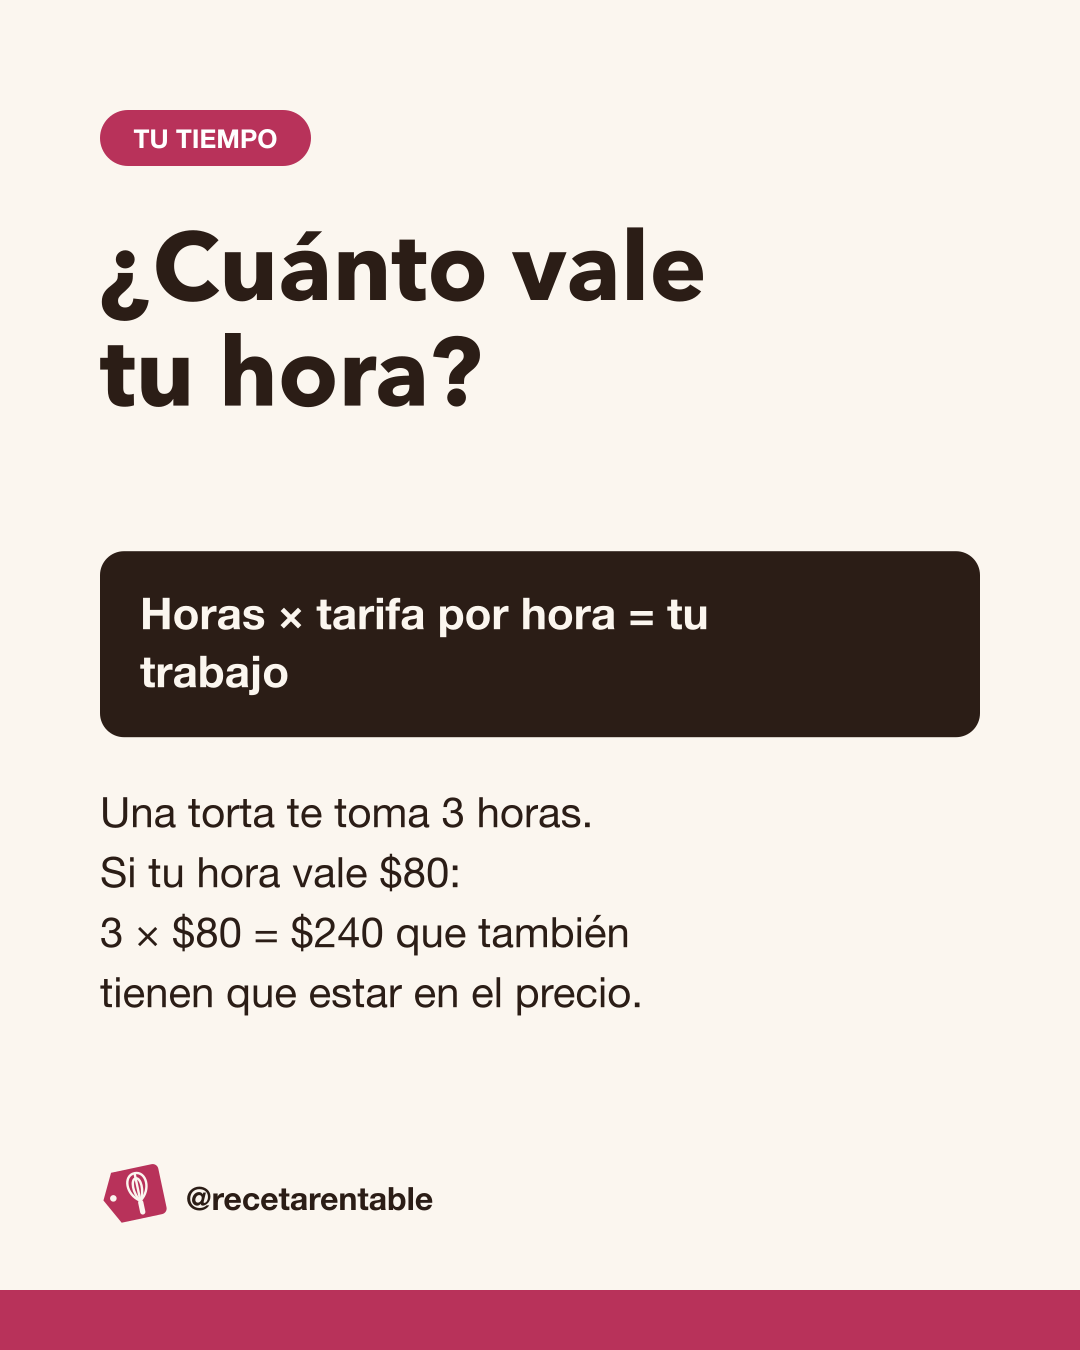 TU TIEMPO
¿Cuánto vale
tu hora?
Horas × tarifa por hora = tu
trabajo
Una torta te toma 3 horas.
Si tu hora vale $80:
3 × $80 = $240 que también
tienen que estar en el precio.
@recetarentable